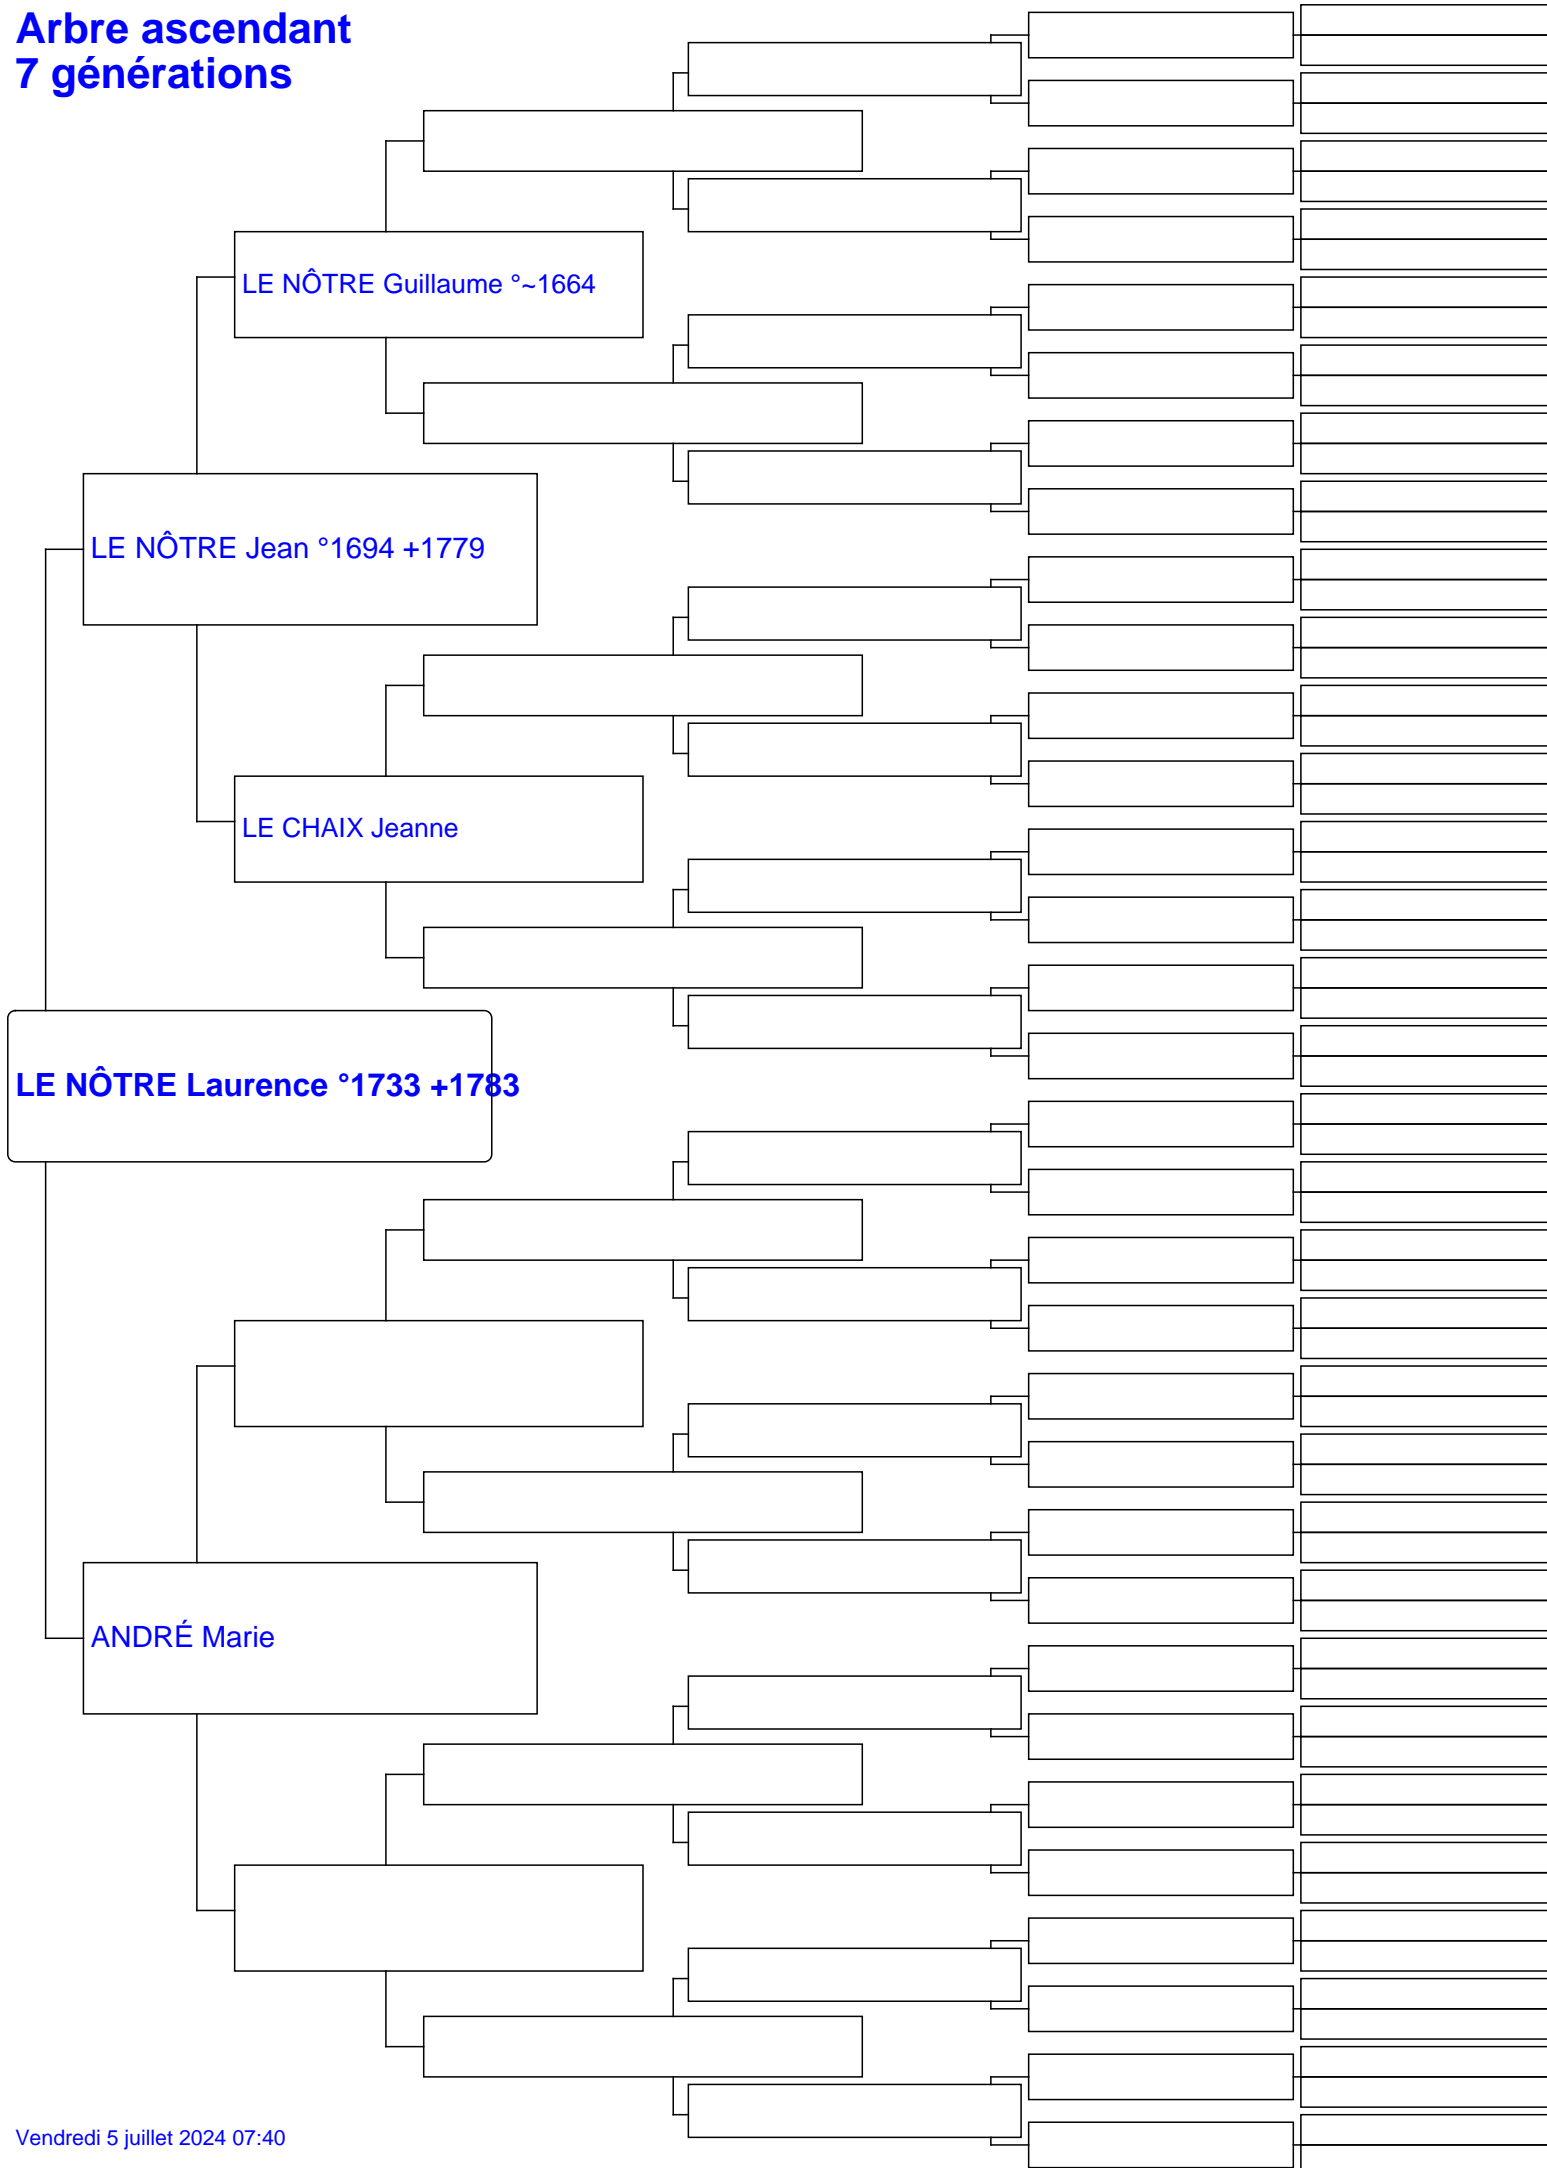 Arbre ascendant
7 générations
LE NÔTRE Guillaume °~1664
LE NÔTRE Jean °1694 +1779
LE CHAIX Jeanne
LE NÔTRE Laurence °1733 +1783
ANDRÉ Marie
Vendredi 5 juillet 2024 07:40